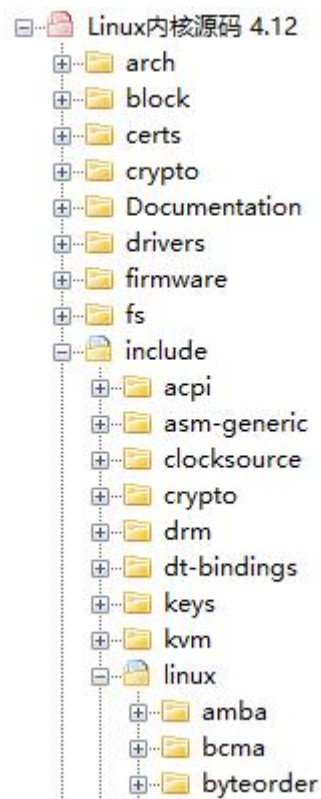 Linux内核源码 4.12
arch
block
certs
crypto
Documentation
drivers
firmware
fs
include
acpi
asm-generic
clocksource
crypto
drm
dt-bindings
keys
kvm
linux
amba
bcma
byteorder